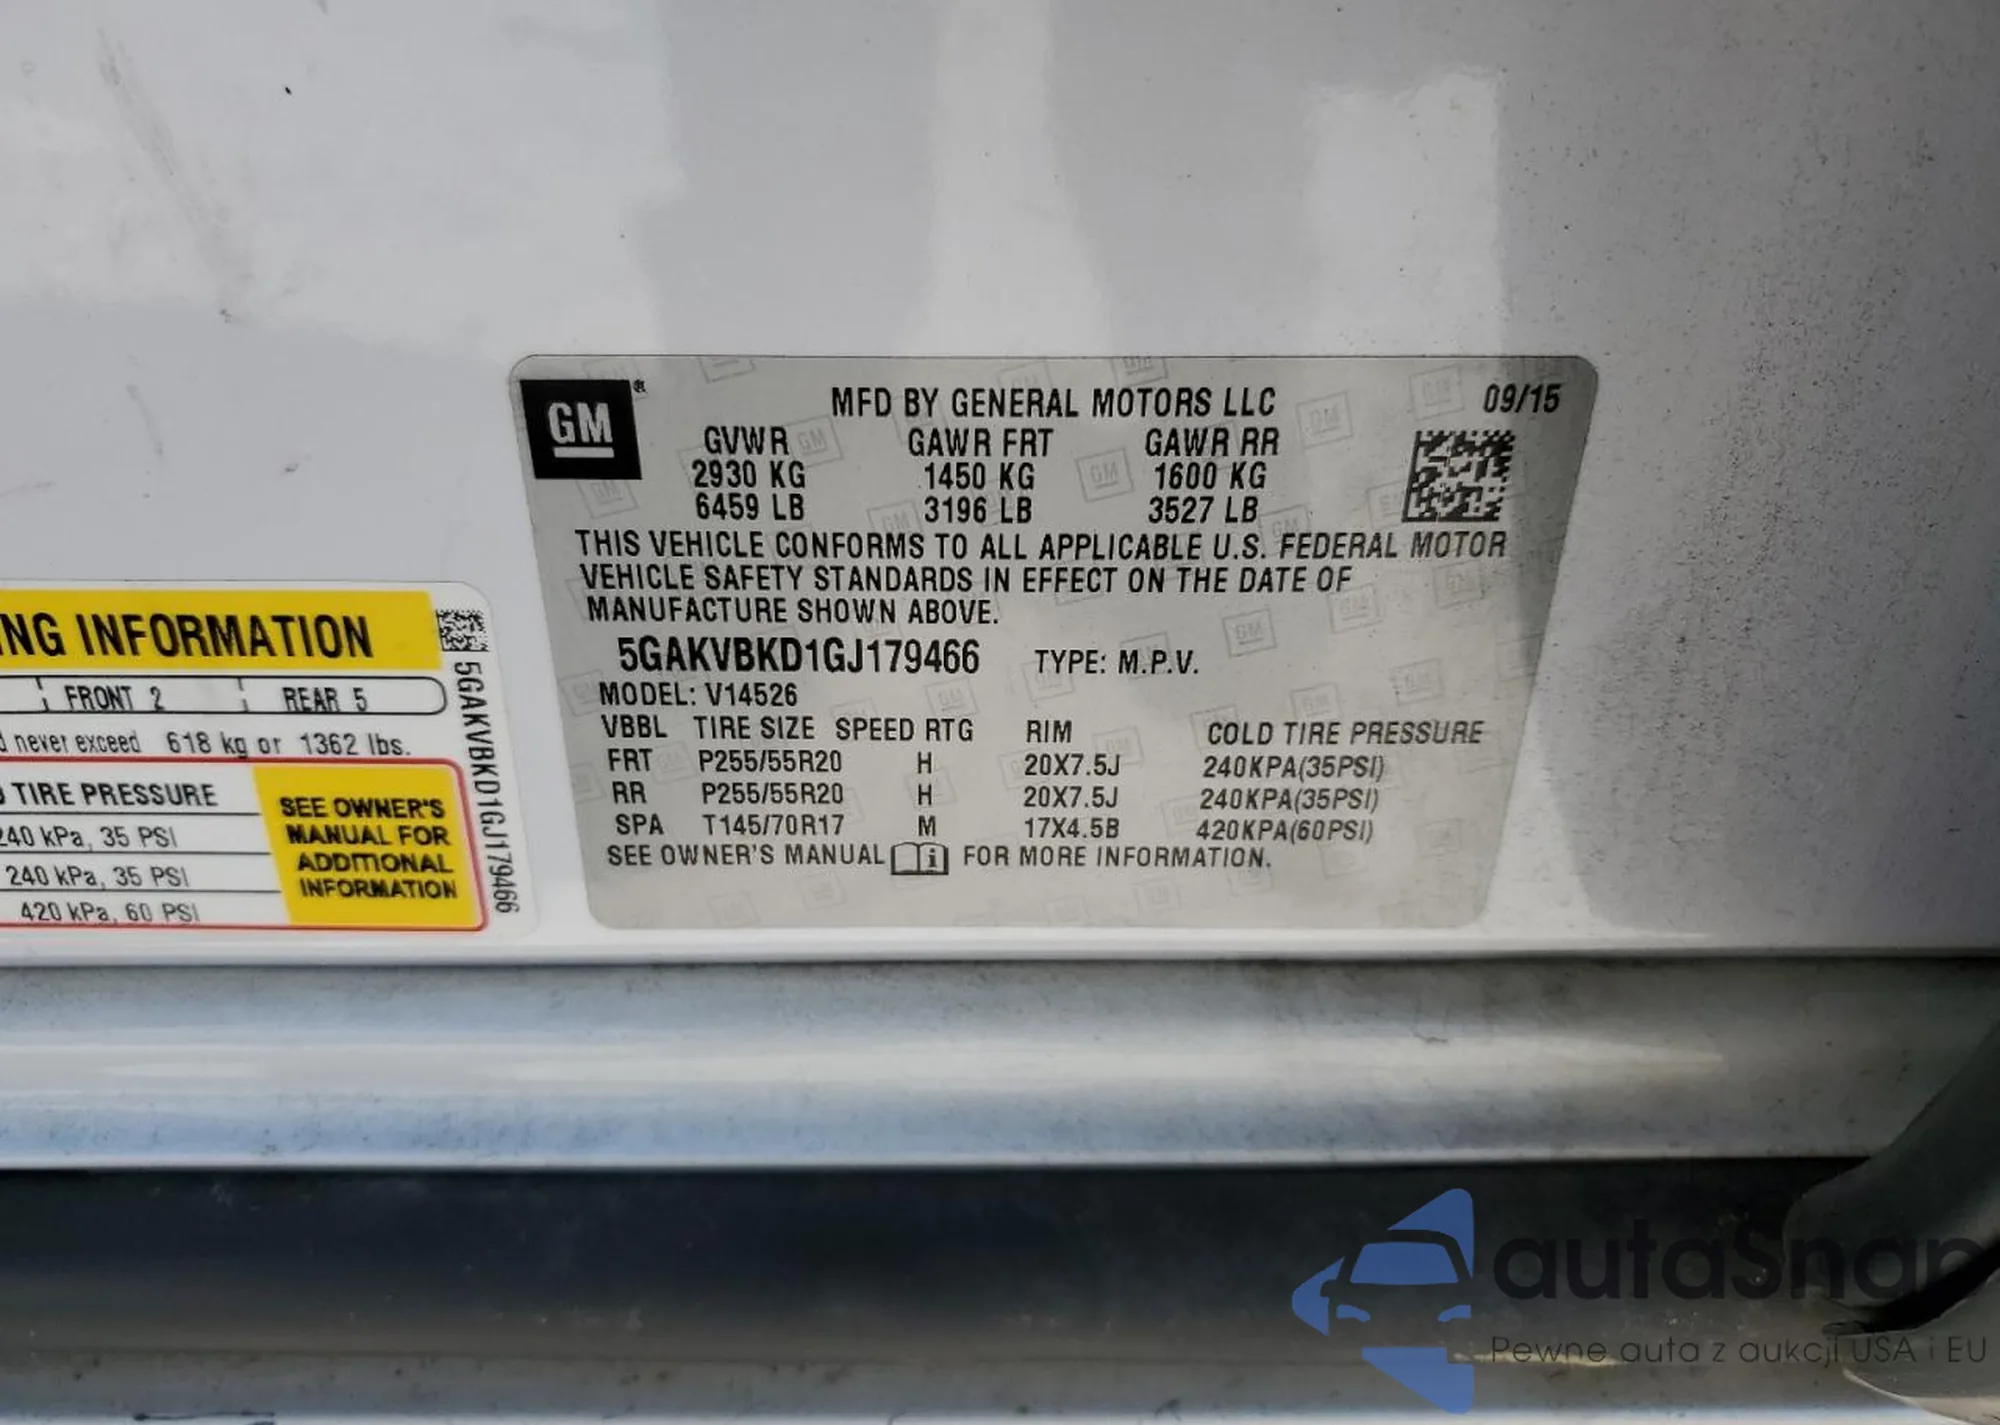 GM ®
MFD BY GENERAL MOTORS LLC 09/15
GVWR GAWR FRT GAWR RR
2930 KG 1450 KG 1600 KG
6459 LB 3196 LB 3527 LB
THIS VEHICLE CONFORMS TO ALL APPLICABLE U.S. FEDERAL MOTOR
VEHICLE SAFETY STANDARDS IN EFFECT ON THE DATE OF
MANUFACTURE SHOWN ABOVE.
5GAKVBKD1GJ179466 TYPE: M.P.V.
MODEL: V14526
VBBL TIRE SIZE SPEED RTG RIM COLD TIRE PRESSURE
FRT P255/55R20 H 20X7.5J 240KPA(35PSI)
RR P255/55R20 H 20X7.5J 240KPA(35PSI)
SPA T145/70R17 M 17X4.5B 420KPA(60PSI)
SEE OWNER'S MANUAL i FOR MORE INFORMATION.
NG INFORMATION
FRONT 2 REAR 5
never exceed 618 kg or 1362 lbs.
TIRE PRESSURE
240 kPa, 35 PSI
240 kPa, 35 PSI
420 kPa, 60 PSI
SEE OWNER'S
MANUAL FOR
ADDITIONAL
INFORMATION
5GAKVBKD1GJ179466
autaSnap
Pewne auta z aukcji USA i EU